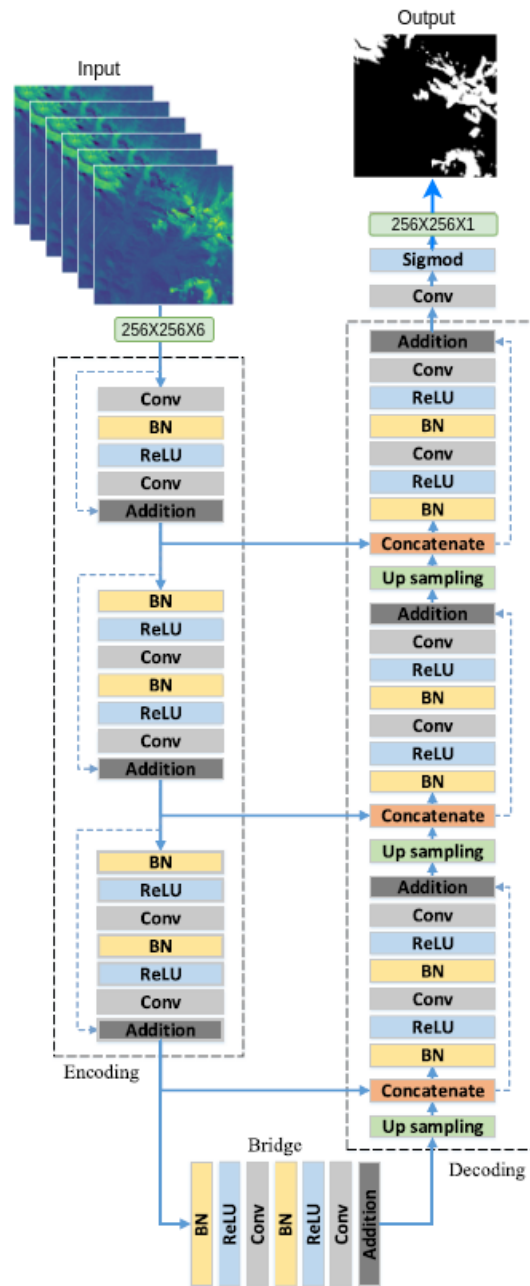 Input
256X256X6
Conv
BN
ReLU
Conv
Addition
BN
ReLU
Conv
BN
ReLU
Conv
Addition
BN
ReLU
Conv
BN
ReLU
Conv
Addition
Encoding
Bridge
BN
ReLU
Conv
BN
ReLU
Conv
Addition
Output
256X256X1
Sigmod
Conv
Addition
Conv
ReLU
BN
Conv
ReLU
BN
Concatenate
Up sampling
Addition
Conv
ReLU
BN
Conv
ReLU
BN
Concatenate
Up sampling
Addition
Conv
ReLU
BN
Conv
ReLU
BN
Concatenate
Up sampling
Decoding